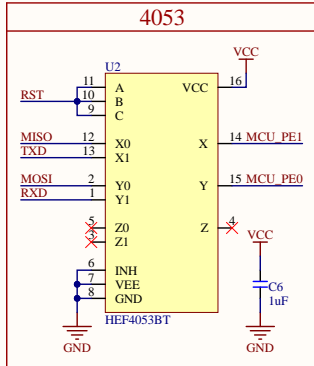 4053
VCC
U2
11 A VCC 16
RST 10 B
9 C
MISO 12 X0 X 14 MCU_PE1
TXD 13 X1
MOSI 2 Y0 Y 15 MCU_PE0
RXD 1 Y1
5 Z0 Z 4
3 Z1
VCC
6 INH
7 VEE C6
8 GND 1uF
HEF4053BT
GND GND